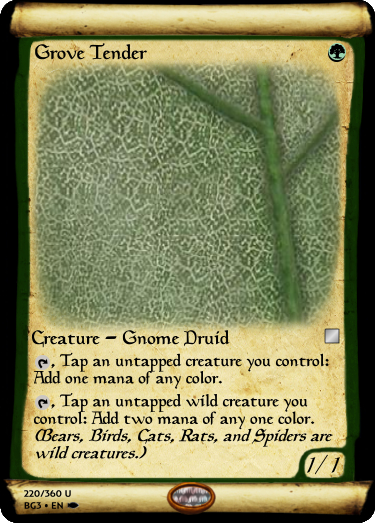 Grove Tender
Creature – Gnome Druid
, Tap an untapped creature you control:
Add one mana of any color.
, Tap an untapped wild creature you
control: Add two mana of any one color.
(Bears, Birds, Cats, Rats, and Spiders are
wild creatures.)
1/1
220/360 U
BG3 • EN